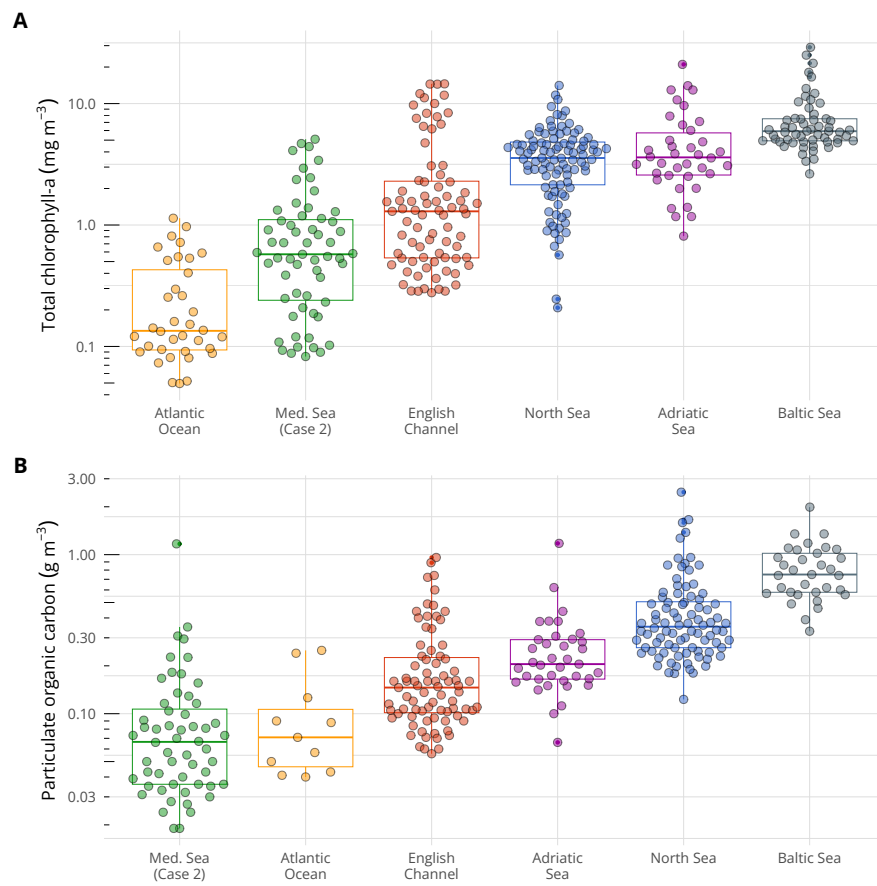 A
Total chlorophyll-a (mg m⁻³)
10.0
1.0
0.1
Atlantic
Ocean
Med. Sea
(Case 2)
English
Channel
North Sea
Adriatic
Sea
Baltic Sea
B
Particulate organic carbon (g m⁻³)
3.00
1.00
0.30
0.10
0.03
Med. Sea
(Case 2)
Atlantic
Ocean
English
Channel
Adriatic
Sea
North Sea
Baltic Sea